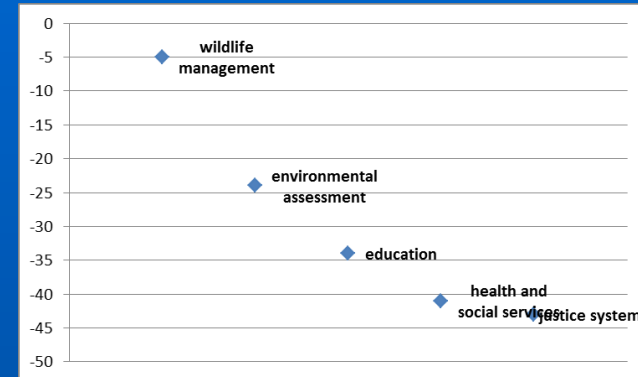 0
-5
-10
-15
-20
-25
-30
-35
-40
-45
-50
wildlife
management
environmental
assessment
education
health and
social services
justice system